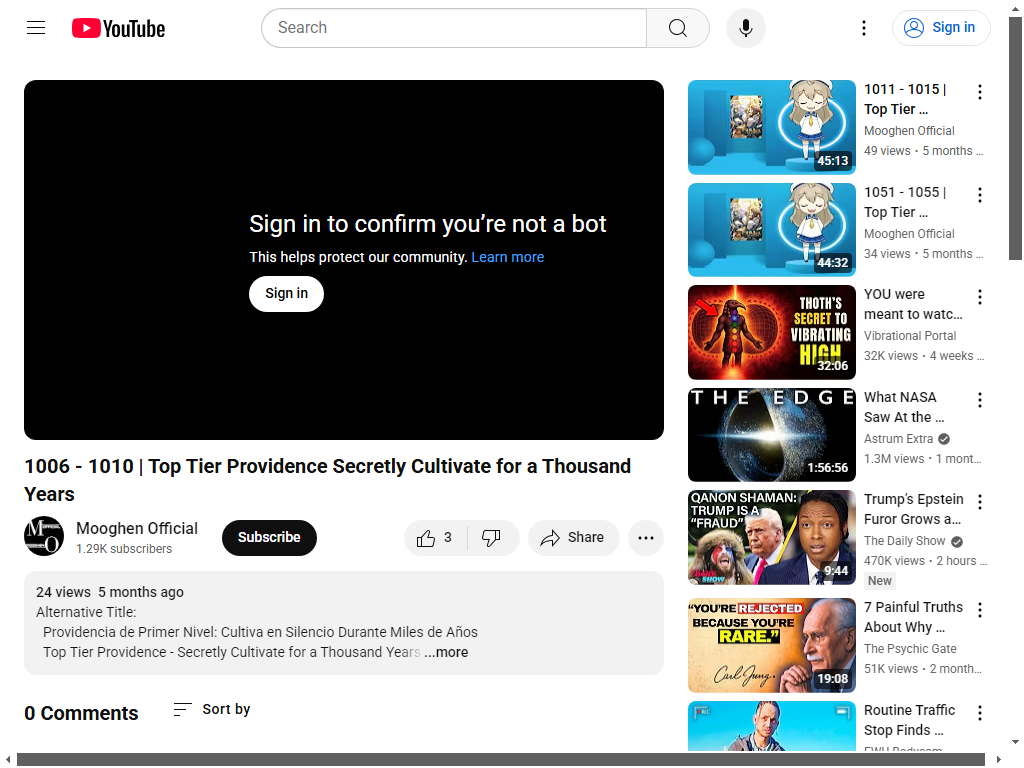 YouTube
Search
Sign in
Sign in to confirm you're not a bot
This helps protect our community. Learn more
Sign in
1006 - 1010 | Top Tier Providence Secretly Cultivate for a Thousand
Years
Mooghen Official
1.29K subscribers
Subscribe
3
Share
24 views 5 months ago
Alternative Title:
Providencia de Primer Nivel: Cultiva en Silencio Durante Miles de Años
Top Tier Providence - Secretly Cultivate for a Thousand Years ...more
0 Comments
Sort by
45:13
1011 - 1015 |
Top Tier ...
Mooghen Official
49 views • 5 months ...
44:32
1051 - 1055 |
Top Tier ...
Mooghen Official
34 views • 5 months ...
THOTH'S
SECRET TO
VIBRATING
HIGH
32:06
YOU were
meant to watc...
Vibrational Portal
32K views • 4 weeks ...
THE EDGE
1:56:56
What NASA
Saw At the ...
Astrum Extra
1.3M views • 1 mont...
QANON SHAMAN:
TRUMP IS A
"FRAUD"
DAILY
SHOW
9:44
Trump's Epstein
Furor Grows a...
The Daily Show
470K views • 2 hours ...
New
"YOU'RE REJECTED
BECAUSE YOU'RE
RARE."
Carl Jung.
19:08
7 Painful Truths
About Why ...
The Psychic Gate
51K views • 2 month...
REC
Routine Traffic
Stop Finds ...